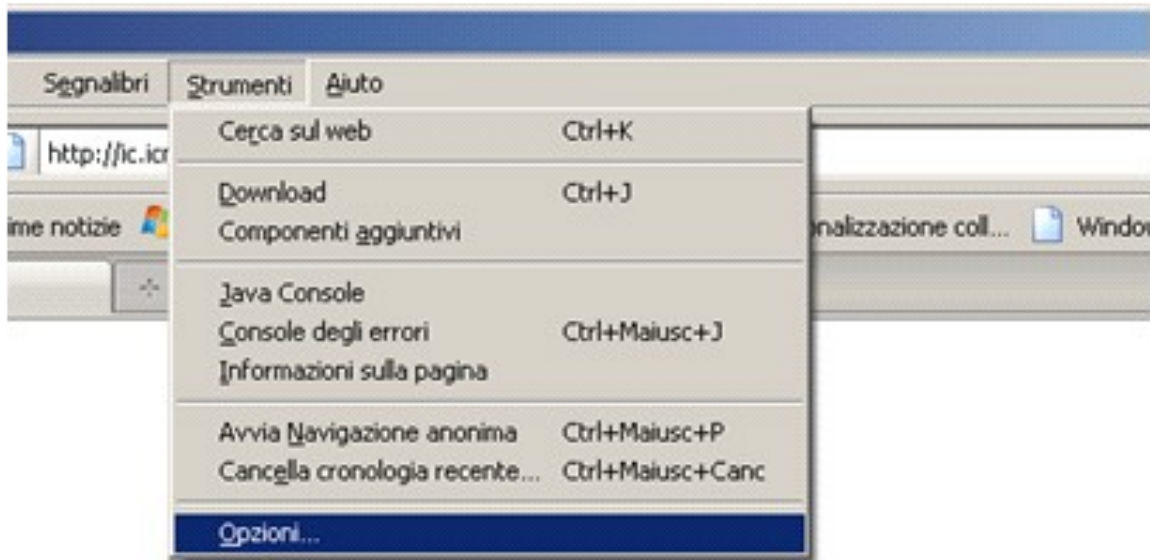 Segnalibri Strumenti Aiuto
Cerca sul web Ctrl+K
http://ic.icr
Download Ctrl+J
ime notizie Componenti aggiuntivi nalizzazione coll... Window
Java Console
Console degli errori Ctrl+Maiusc+J
Informazioni sulla pagina
Avvia Navigazione anonima Ctrl+Maiusc+P
Cancella cronologia recente... Ctrl+Maiusc+Canc
Opzioni...